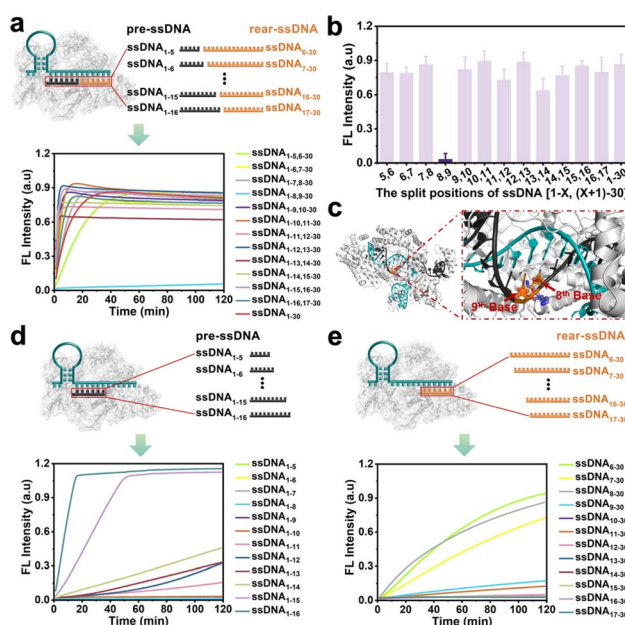 a
pre-ssDNA
rear-ssDNA
ssDNA1-5
ssDNA6-30
ssDNA1-6
ssDNA7-30
ssDNA1-15
ssDNA16-30
ssDNA1-16
ssDNA17-30
FL Intensity (a.u)
1.2
0.9
0.6
0.3
0.0
0 20 40 60 80 100 120
Time (min)
ssDNA1-5,6-30
ssDNA1-6,7-30
ssDNA1-7,8-30
ssDNA1-8,9-30
ssDNA1-9,10-30
ssDNA1-10,11-30
ssDNA1-11,12-30
ssDNA1-12,13-30
ssDNA1-13,14-30
ssDNA1-14,15-30
ssDNA1-15,16-30
ssDNA1-16,17-30
ssDNA1-30
b
FL Intensity (a.u)
1.2
0.9
0.6
0.3
0.0
5,6
6,7
7,8
8,9
9,10
10,11
11,12
12,13
13,14
14,15
15,16
16,17
1-30
The split positions of ssDNA [1-X, (X+1)-30]
c
9th Base
8th Base
d
pre-ssDNA
ssDNA1-5
ssDNA1-6
ssDNA1-15
ssDNA1-16
FL Intensity (a.u)
1.2
0.9
0.6
0.3
0.0
0 20 40 60 80 100 120
Time (min)
ssDNA1-5
ssDNA1-6
ssDNA1-7
ssDNA1-8
ssDNA1-9
ssDNA1-10
ssDNA1-11
ssDNA1-12
ssDNA1-13
ssDNA1-14
ssDNA1-15
ssDNA1-16
e
rear-ssDNA
ssDNA6-30
ssDNA7-30
ssDNA16-30
ssDNA17-30
FL Intensity (a.u)
1.2
0.9
0.6
0.3
0.0
0 20 40 60 80 100 120
Time (min)
ssDNA6-30
ssDNA7-30
ssDNA8-30
ssDNA9-30
ssDNA10-30
ssDNA11-30
ssDNA12-30
ssDNA13-30
ssDNA14-30
ssDNA15-30
ssDNA16-30
ssDNA17-30